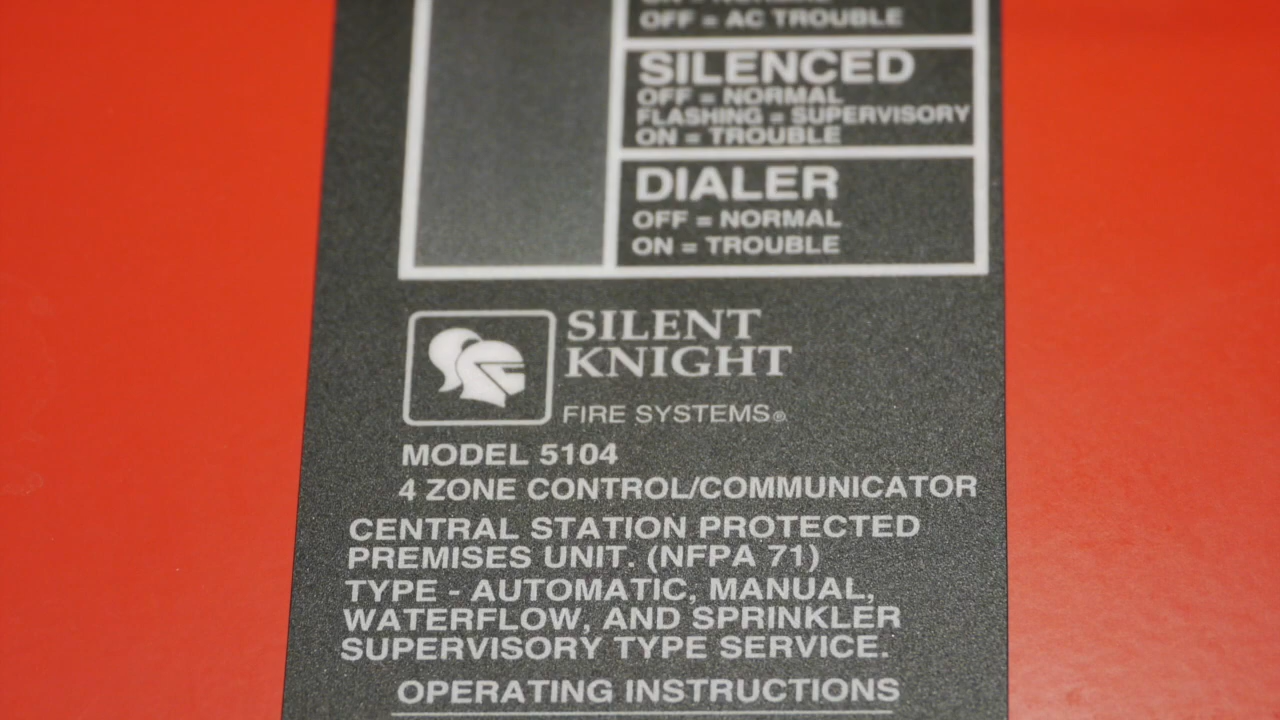 OFF = AC TROUBLE
SILENCED
OFF = NORMAL
FLASHING = SUPERVISORY
ON = TROUBLE
DIALER
OFF = NORMAL
ON = TROUBLE
SILENT
KNIGHT
FIRE SYSTEMS®
MODEL 5104
4 ZONE CONTROL/COMMUNICATOR
CENTRAL STATION PROTECTED
PREMISES UNIT. (NFPA 71)
TYPE - AUTOMATIC, MANUAL,
WATERFLOW, AND SPRINKLER
SUPERVISORY TYPE SERVICE.
OPERATING INSTRUCTIONS